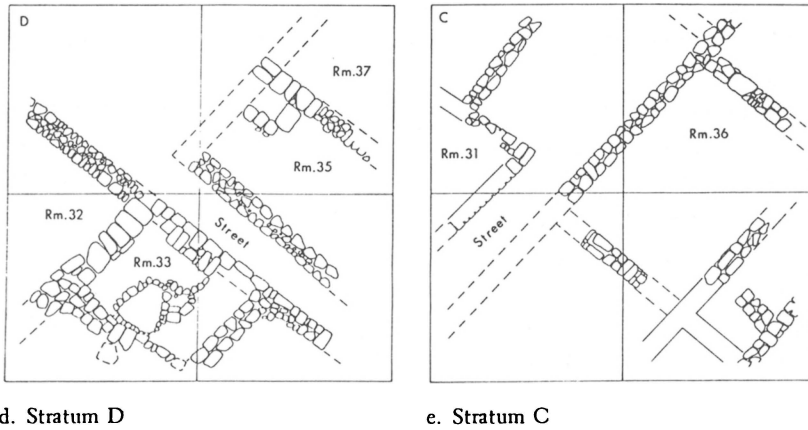 D
Rm.37
Rm.35
Rm.32
Street
Rm.33
d. Stratum D
C
Rm.31
Rm.36
Street
e. Stratum C